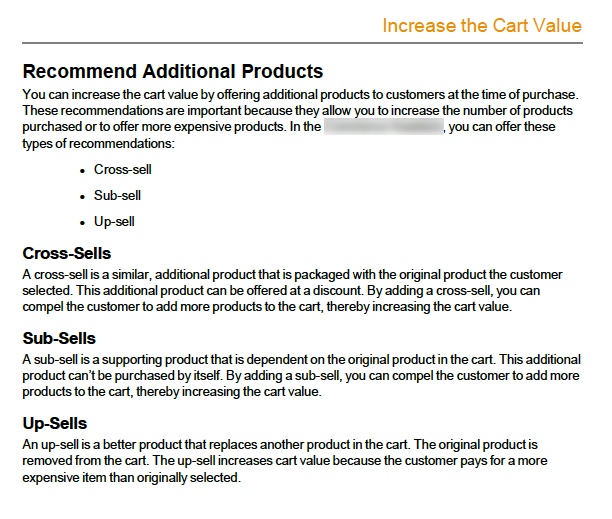 Increase the Cart Value
Recommend Additional Products
You can increase the cart value by offering additional products to customers at the time of purchase.
These recommendations are important because they allow you to increase the number of products
purchased or to offer more expensive products. In the , you can offer these
types of recommendations:
• Cross-sell
• Sub-sell
• Up-sell
Cross-Sells
A cross-sell is a similar, additional product that is packaged with the original product the customer
selected. This additional product can be offered at a discount. By adding a cross-sell, you can
compel the customer to add more products to the cart, thereby increasing the cart value.
Sub-Sells
A sub-sell is a supporting product that is dependent on the original product in the cart. This additional
product can't be purchased by itself. By adding a sub-sell, you can compel the customer to add more
products to the cart, thereby increasing the cart value.
Up-Sells
An up-sell is a better product that replaces another product in the cart. The original product is
removed from the cart. The up-sell increases cart value because the customer pays for a more
expensive item than originally selected.